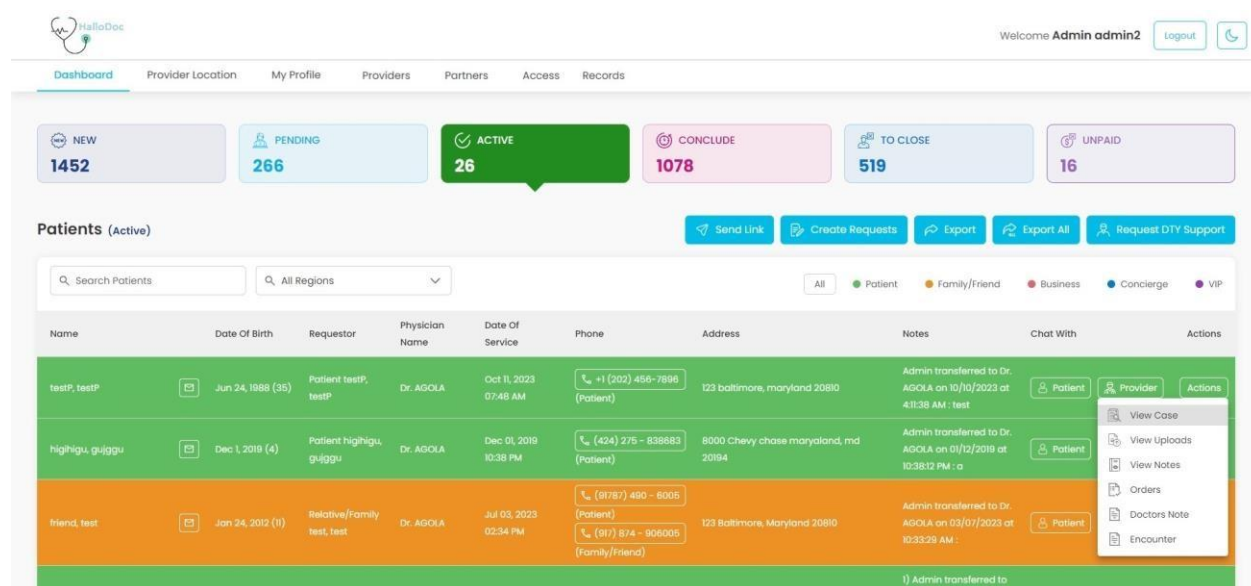 HalloDoc
Welcome Admin admin2
Logout
Dashboard
Provider Location
My Profile
Providers
Partners
Access
Records
NEW
1452
PENDING
266
ACTIVE
26
CONCLUDE
1078
TO CLOSE
519
UNPAID
16
Patients (Active)
Send Link
Create Requests
Export
Export All
Request DTY Support
Search Patients
All Regions
All
Patient
Family/Friend
Business
Concierge
VIP
Name
Date Of Birth
Requestor
Physician
Name
Date Of
Service
Phone
Address
Notes
Chat With
Actions
testP, testP
Jun 24, 1988 (35)
Patient testP,
testP
Dr. AGOLA
Oct 11, 2023
07:48 AM
+1 (202) 456-7896
(Patient)
123 baltimore, maryland 20810
Admin transferred to Dr.
AGOLA on 10/10/2023 at
4:11:38 AM : test
Patient
Provider
Actions
higihigu, gujggu
Dec 1, 2019 (4)
Patient higihigu,
gujggu
Dr. AGOLA
Dec 01, 2019
10:38 PM
(424) 275 - 838683
(Patient)
8000 Chevy chase maryaland, md
20194
Admin transferred to Dr.
AGOLA on 01/12/2019 at
10:38:12 PM : a
Patient
friend, test
Jan 24, 2012 (11)
Relative/Family
test, test
Dr. AGOLA
Jul 03, 2023
02:34 PM
(91787) 490 - 6005
(Patient)
(917) 874 - 906005
(Family/Friend)
123 Baltimore, Maryland 20810
Admin transferred to Dr.
AGOLA on 03/07/2023 at
10:33:29 AM :
Patient
View Case
View Uploads
View Notes
Orders
Doctors Note
Encounter
1) Admin transferred to